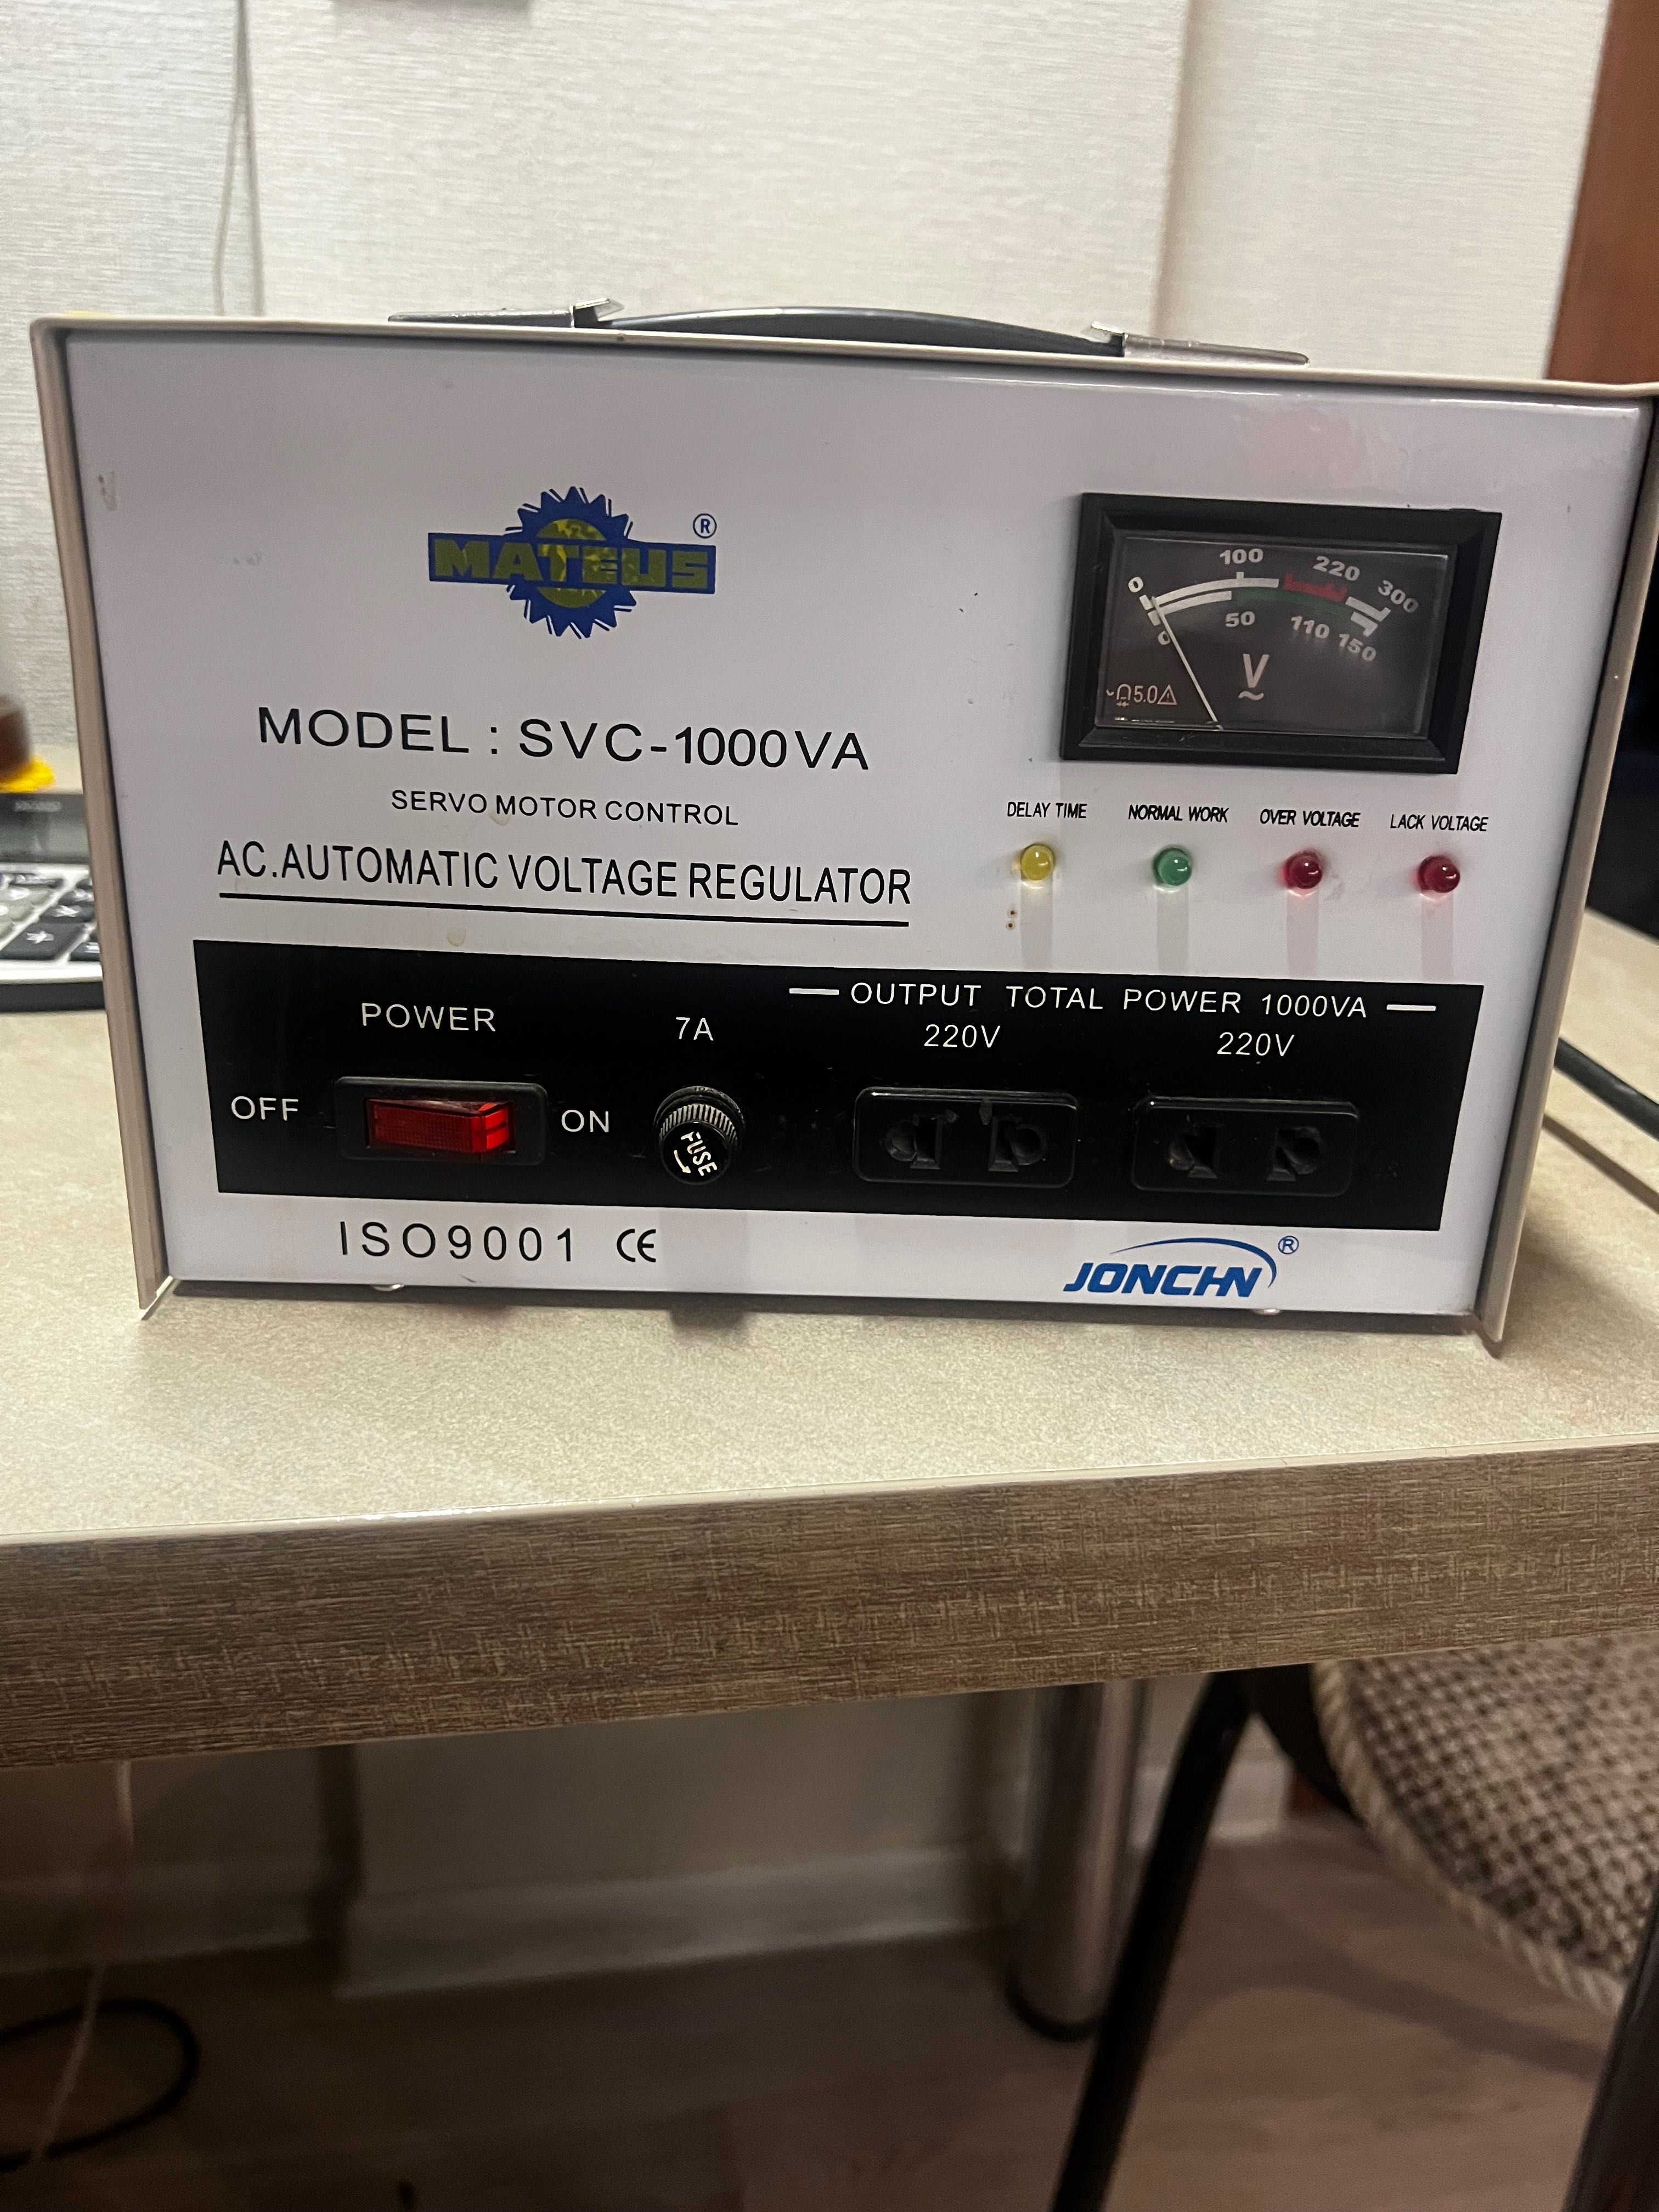 MATEUS ®
MODEL : SVC-1000VA
SERVO MOTOR CONTROL
AC.AUTOMATIC VOLTAGE REGULATOR
0 100 220 300
0 50 110 150
V
~
5.0
DELAY TIME NORMAL WORK OVER VOLTAGE LACK VOLTAGE
OUTPUT TOTAL POWER 1000VA
POWER 7A 220V 220V
OFF ON
FUSE
ISO9001 CE
JONCHN ®